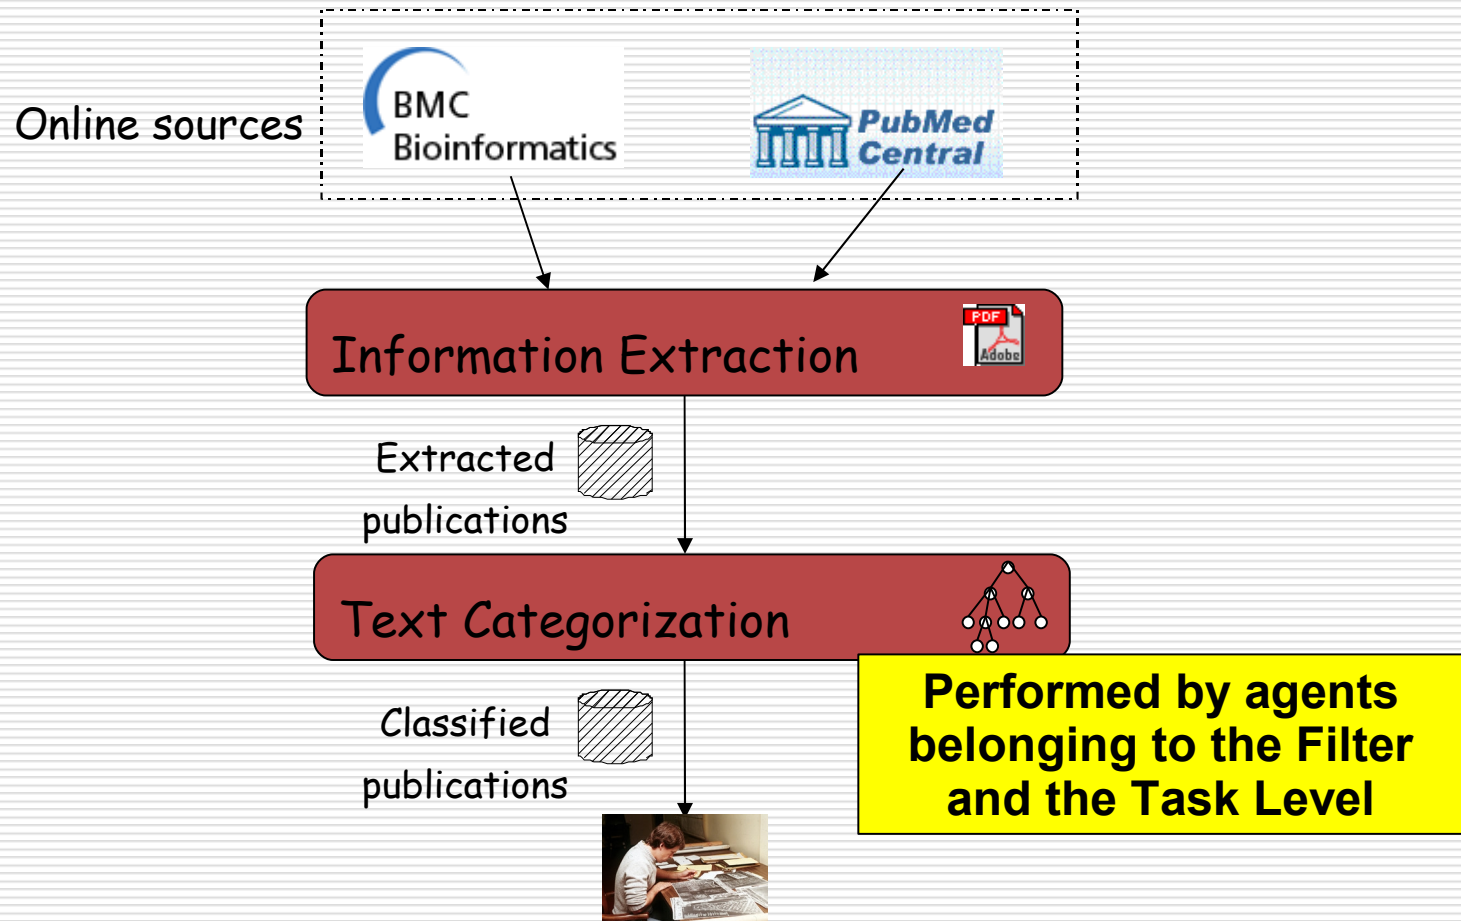 Online sources
BMC
Bioinformatics
PubMed
Central
Information Extraction
PDF
Adobe
Extracted
publications
Text Categorization
Classified
publications
Performed by agents
belonging to the Filter
and the Task Level